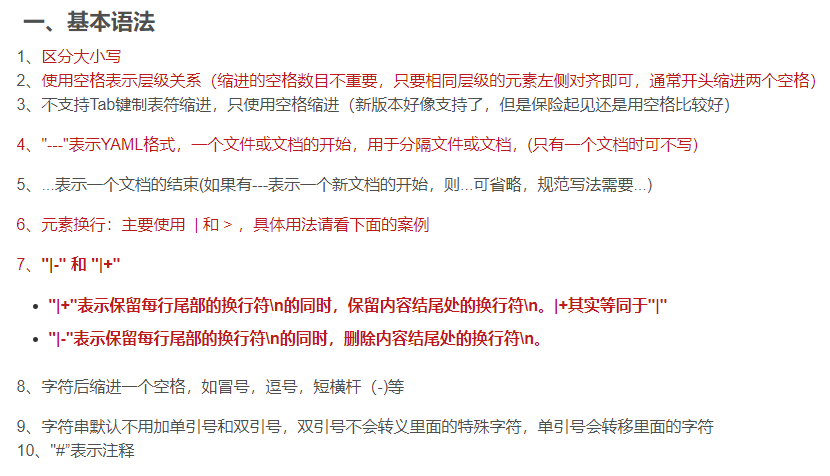 一、基本语法
1、区分大小写
2、使用空格表示层级关系（缩进的空格数目不重要，只要相同层级的元素左侧对齐即可，通常开头缩进两个空格）
3、不支持Tab键制表符缩进，只使用空格缩进（新版本好像支持了，但是保险起见还是用空格比较好）
4、"---"表示YAML格式，一个文件或文档的开始，用于分隔文件或文档，(只有一个文档时可不写)
5、...表示一个文档的结束(如果有---表示一个新文档的开始，则...可省略，规范写法需要...)
6、元素换行：主要使用 | 和 > ，具体用法请看下面的案例
7、"|-" 和 "|+"
• "|+"表示保留每行尾部的换行符\n的同时，保留内容结尾处的换行符\n。|+其实等同于"|"
• "|-"表示保留每行尾部的换行符\n的同时，删除内容结尾处的换行符\n。
8、字符后缩进一个空格，如冒号，逗号，短横杆（-)等
9、字符串默认不用加单引号和双引号，双引号不会转义里面的特殊字符，单引号会转移里面的字符
10、"#”表示注释